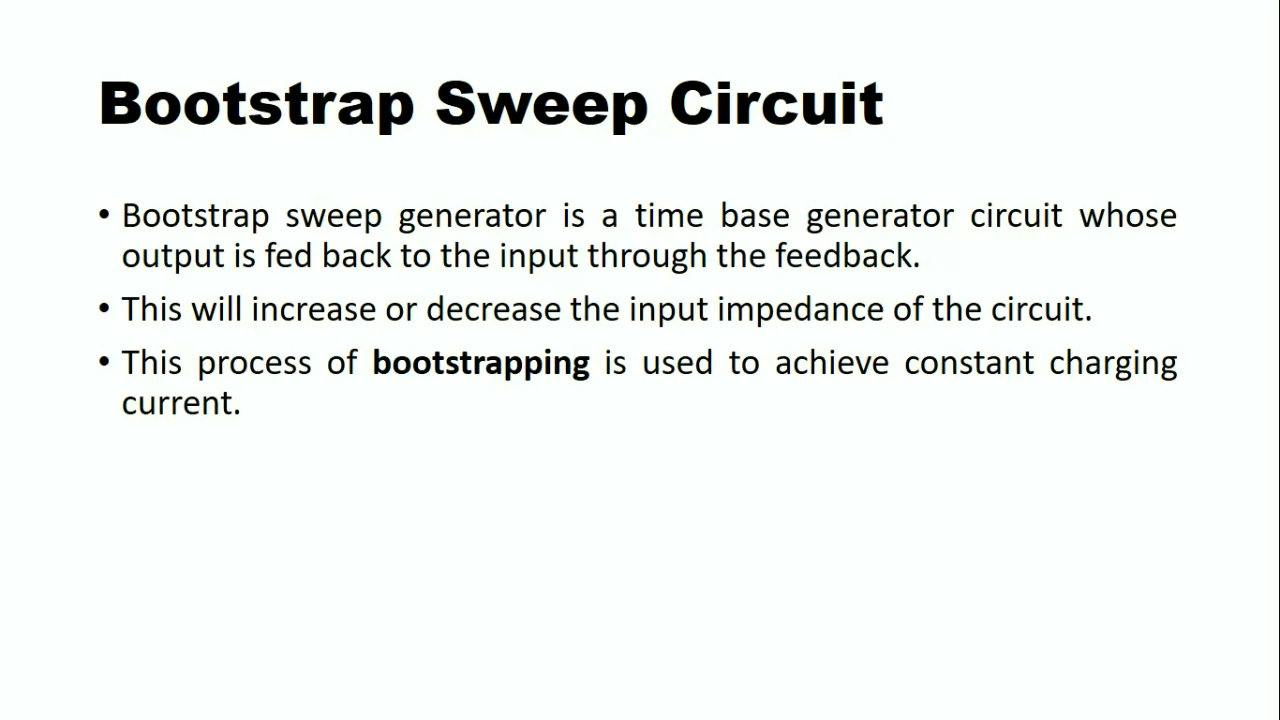 Bootstrap Sweep Circuit
• Bootstrap sweep generator is a time base generator circuit whose
output is fed back to the input through the feedback.
• This will increase or decrease the input impedance of the circuit.
• This process of bootstrapping is used to achieve constant charging
current.